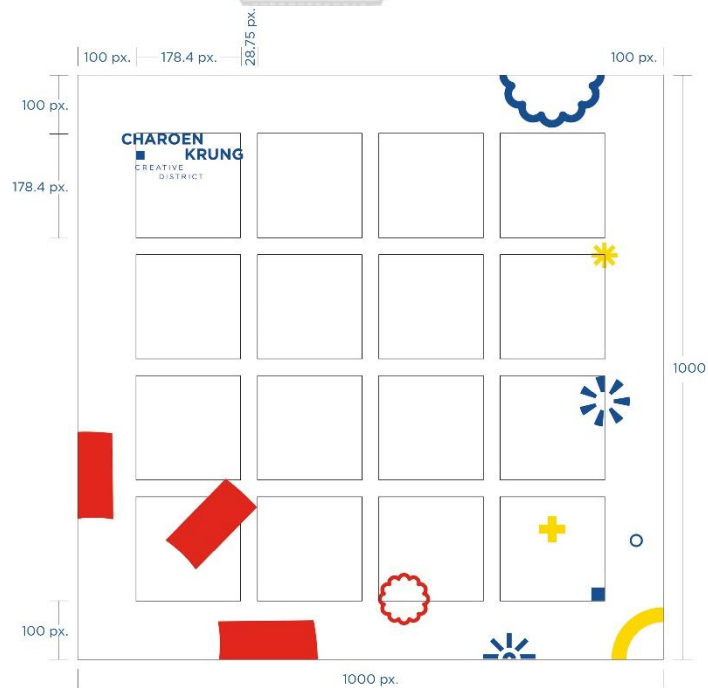 28.75 px.
100 px.
178.4 px.
100 px.
100 px.
CHAROEN
KRUNG
CREATIVE
DISTRICT
178.4 px.
1000
100 px.
1000 px.